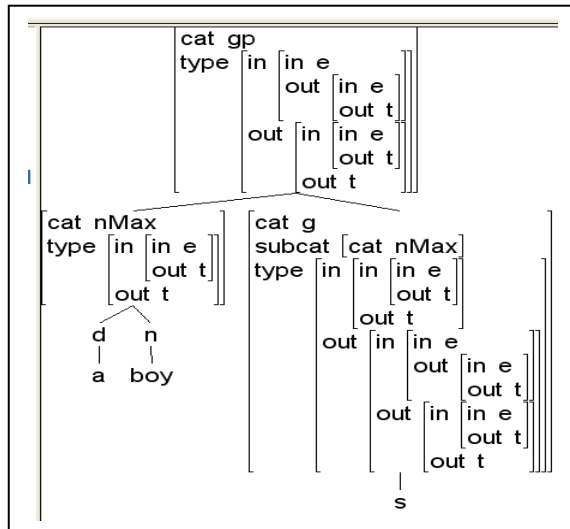 cat gp
type in in e
out in e
out t
out in in e
out t
out t
cat nMax
type in in e
out t
out t
d n
a boy
cat g
subcat [cat nMax]
type in in in e
out t
out t
out in in e
out in e
out t
out in in e
out t
out t
s